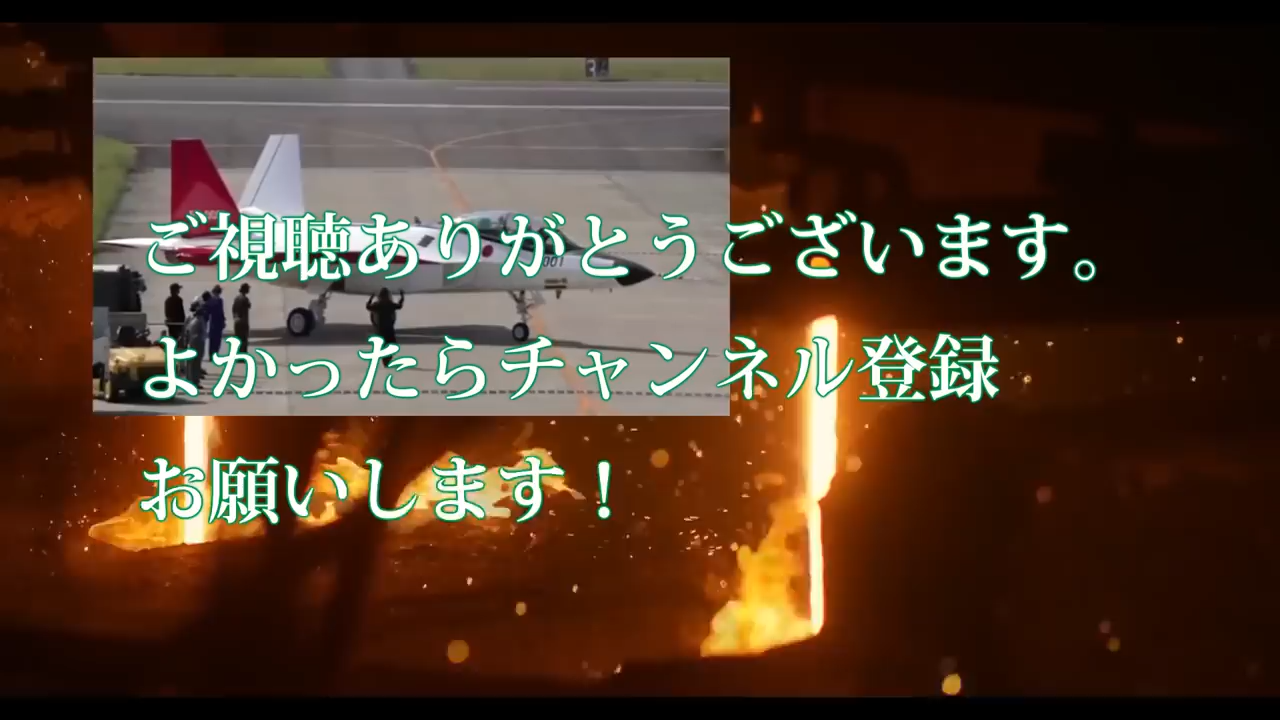 ご視聴ありがとうございます。
001
よかったらチャンネル登録
お願いします！